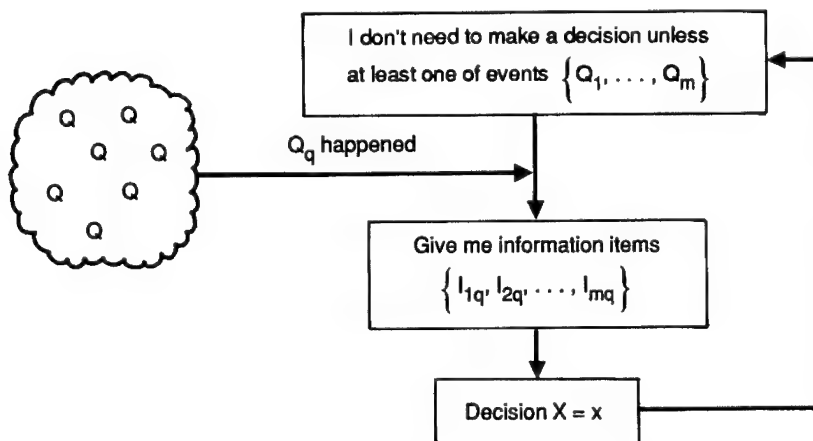 I don't need to make a decision unless
at least one of events {Q₁, . . . , Qₘ}
Q Q
Q Q
Q Q
Q
Q_q happened
Give me information items
{I₁q, I₂q, . . . , Iₘq}
Decision X = x